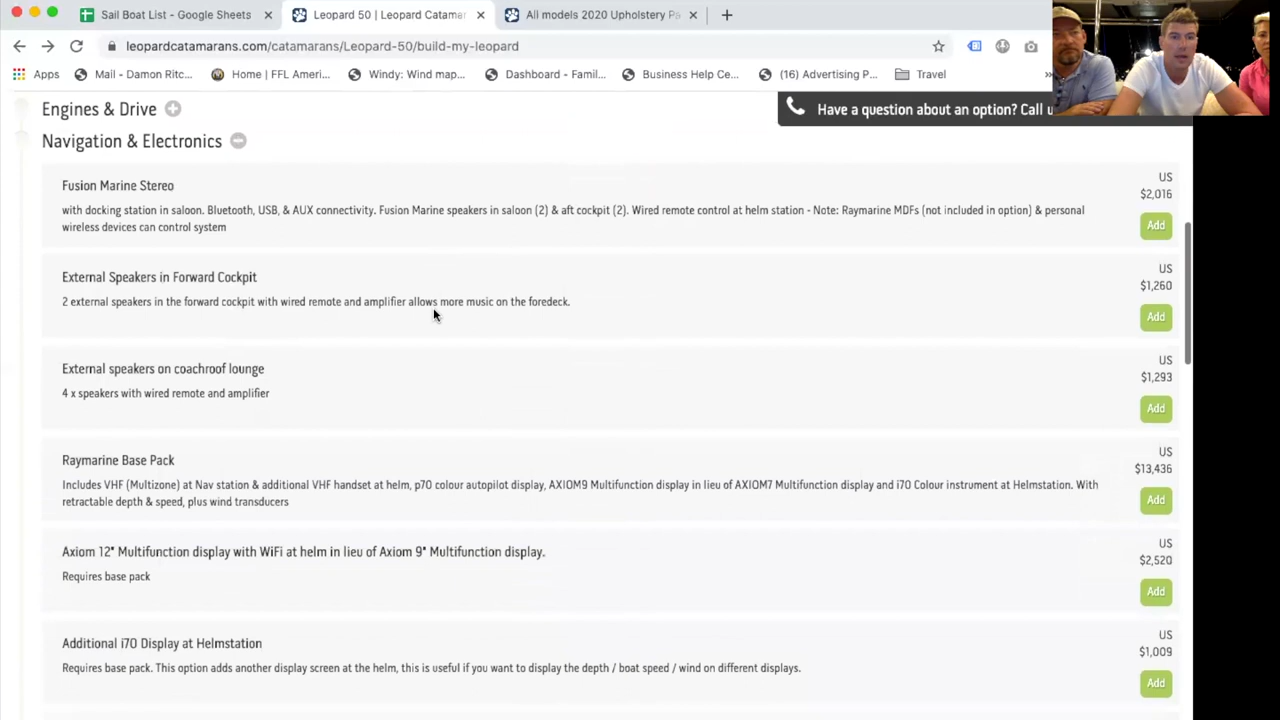 Sail Boat List - Google Sheets
Leopard 50 | Leopard Catamar
All models 2020 Upholstery Pa
leopardcatamarans.com/catamarans/Leopard-50/build-my-leopard
Apps
Mail - Damon Ritc...
Home | FFL Ameri...
Windy: Wind map...
Dashboard - Famil...
Business Help Ce...
(16) Advertising P...
Travel
»
Engines & Drive
Have a question about an option? Call u
Navigation & Electronics
Fusion Marine Stereo
with docking station in saloon. Bluetooth, USB, & AUX connectivity. Fusion Marine speakers in saloon (2) & aft cockpit (2). Wired remote control at helm station - Note: Raymarine MDFs (not included in option) & personal
wireless devices can control system
US
$2,016
Add
External Speakers in Forward Cockpit
2 external speakers in the forward cockpit with wired remote and amplifier allows more music on the foredeck.
US
$1,260
Add
External speakers on coachroof lounge
4 x speakers with wired remote and amplifier
US
$1,293
Add
Raymarine Base Pack
Includes VHF (Multizone) at Nav station & additional VHF handset at helm, p70 colour autopilot display, AXIOM9 Multifunction display in lieu of AXIOM7 Multifunction display and i70 Colour instrument at Helmstation. With
retractable depth & speed, plus wind transducers
US
$13,436
Add
Axiom 12" Multifunction display with WiFi at helm in lieu of Axiom 9" Multifunction display.
Requires base pack
US
$2,520
Add
Additional i70 Display at Helmstation
Requires base pack. This option adds another display screen at the helm, this is useful if you want to display the depth / boat speed / wind on different displays.
US
$1,009
Add